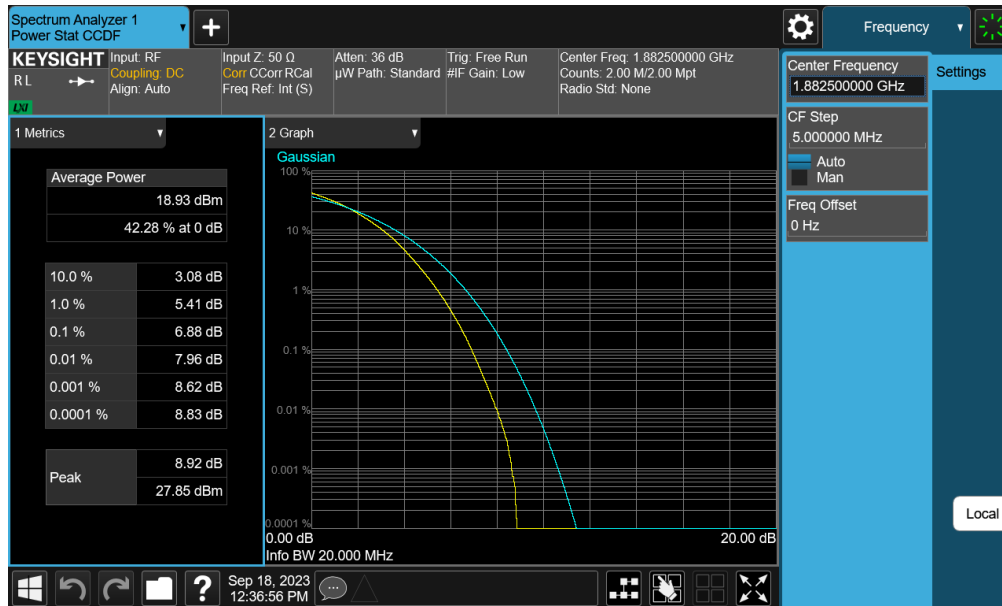 Spectrum Analyzer 1
Power Stat CCDF
+
Frequency
KEYSIGHT
RL
LXI
Input: RF
Coupling: DC
Align: Auto
Input Z: 50 Ω
Corr CCorr RCal
Freq Ref: Int (S)
Atten: 36 dB
µW Path: Standard
Trig: Free Run
#IF Gain: Low
Center Freq: 1.882500000 GHz
Counts: 2.00 M/2.00 Mpt
Radio Std: None
Center Frequency
1.882500000 GHz
Settings
CF Step
5.000000 MHz
Auto
Man
Freq Offset
0 Hz
Local
1 Metrics
Average Power
18.93 dBm
42.28 % at 0 dB
10.0 % 3.08 dB
1.0 % 5.41 dB
0.1 % 6.88 dB
0.01 % 7.96 dB
0.001 % 8.62 dB
0.0001 % 8.83 dB
Peak 8.92 dB
27.85 dBm
2 Graph
Gaussian
100 %
10 %
1 %
0.1 %
0.01 %
0.001 %
0.0001 %
0.00 dB 20.00 dB
Info BW 20.000 MHz
?
Sep 18, 2023
12:36:56 PM